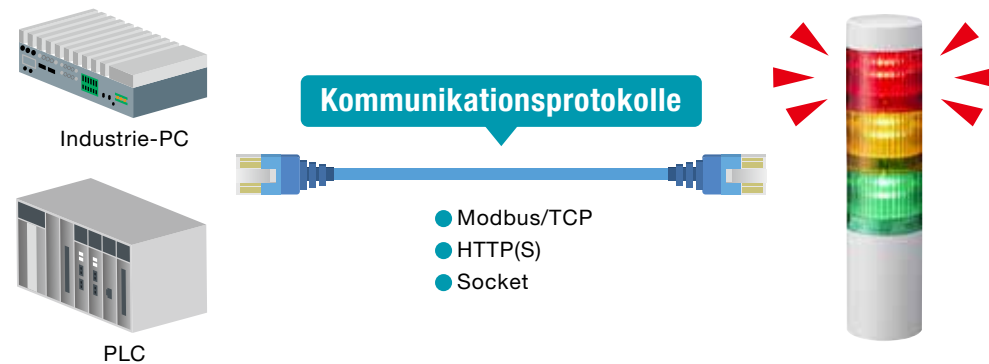 Kommunikationsprotokolle
Industrie-PC
Modbus/TCP
HTTP(S)
Socket
PLC